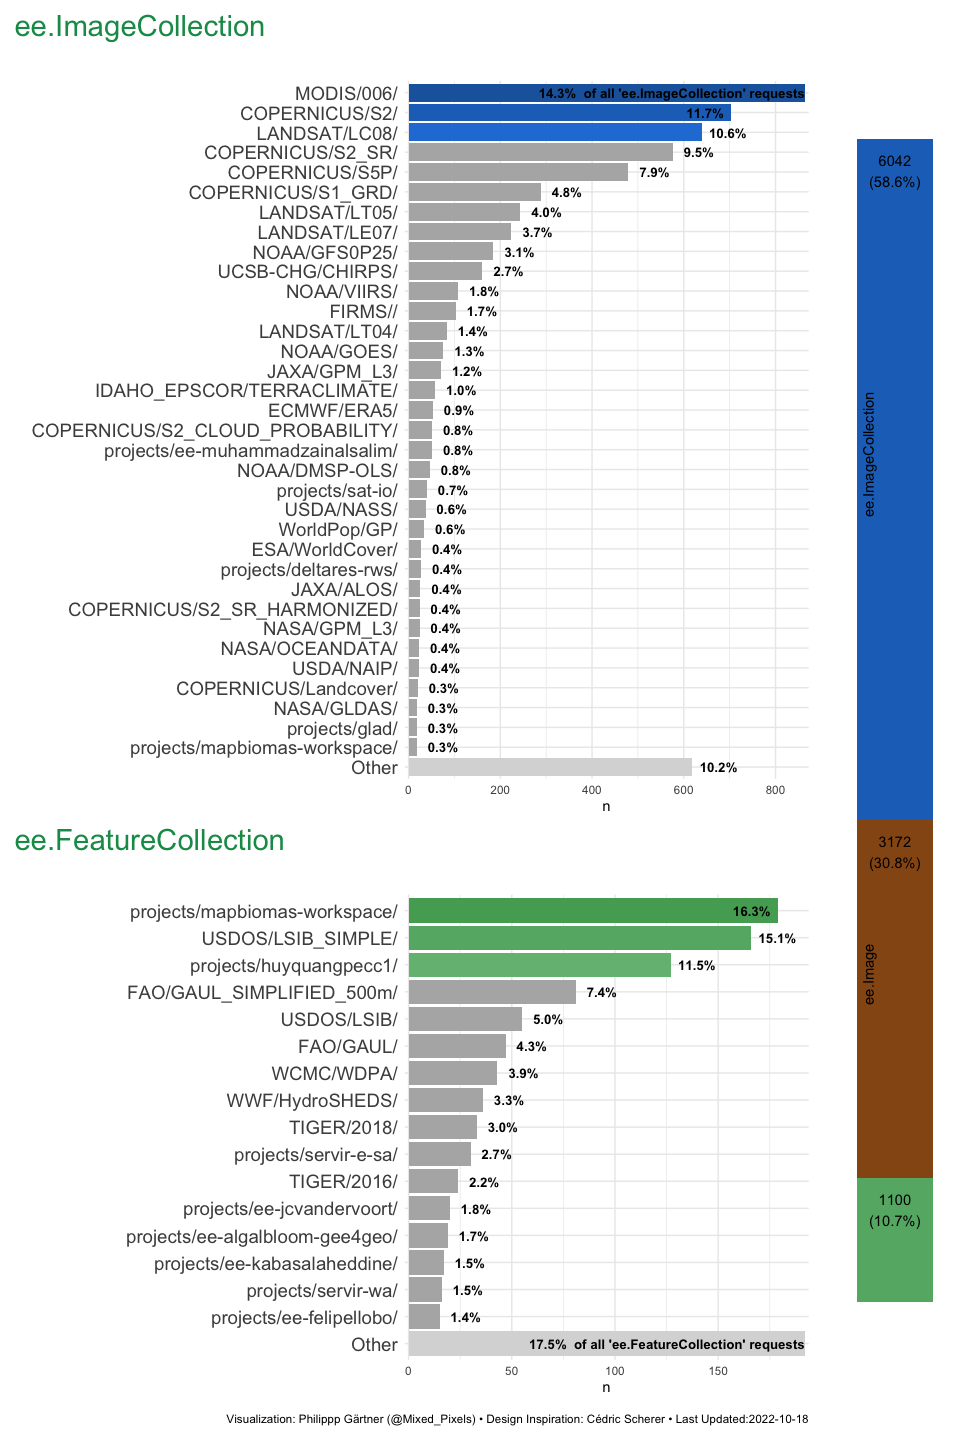 ee.ImageCollection
MODIS/006/ 14.3% of all 'ee.ImageCollection' requests
COPERNICUS/S2/ 11.7%
LANDSAT/LC08/ 10.6%
COPERNICUS/S2_SR/ 9.5%
COPERNICUS/S5P/ 7.9%
COPERNICUS/S1_GRD/ 4.8%
LANDSAT/LT05/ 4.0%
LANDSAT/LE07/ 3.7%
NOAA/GFS0P25/ 3.1%
UCSB-CHG/CHIRPS/ 2.7%
NOAA/VIIRS/ 1.8%
FIRMS// 1.7%
LANDSAT/LT04/ 1.4%
NOAA/GOES/ 1.3%
JAXA/GPM_L3/ 1.2%
IDAHO_EPSCOR/TERRACLIMATE/ 1.0%
ECMWF/ERA5/ 0.9%
COPERNICUS/S2_CLOUD_PROBABILITY/ 0.8%
projects/ee-muhammadzainalsalim/ 0.8%
NOAA/DMSP-OLS/ 0.8%
projects/sat-io/ 0.7%
USDA/NASS/ 0.6%
WorldPop/GP/ 0.6%
ESA/WorldCover/ 0.4%
projects/deltares-rws/ 0.4%
JAXA/ALOS/ 0.4%
COPERNICUS/S2_SR_HARMONIZED/ 0.4%
NASA/GPM_L3/ 0.4%
NASA/OCEANDATA/ 0.4%
USDA/NAIP/ 0.4%
COPERNICUS/Landcover/ 0.3%
NASA/GLDAS/ 0.3%
projects/glad/ 0.3%
projects/mapbiomas-workspace/ 0.3%
Other 10.2%
0 200 400 600 800
n
ee.FeatureCollection
projects/mapbiomas-workspace/ 16.3%
USDOS/LSIB_SIMPLE/ 15.1%
projects/huyquangpecc1/ 11.5%
FAO/GAUL_SIMPLIFIED_500m/ 7.4%
USDOS/LSIB/ 5.0%
FAO/GAUL/ 4.3%
WCMC/WDPA/ 3.9%
WWF/HydroSHEDS/ 3.3%
TIGER/2018/ 3.0%
projects/servir-e-sa/ 2.7%
TIGER/2016/ 2.2%
projects/ee-jcvandervoort/ 1.8%
projects/ee-algalbloom-gee4geo/ 1.7%
projects/ee-kabasalaheddine/ 1.5%
projects/servir-wa/ 1.5%
projects/ee-felipellobo/ 1.4%
Other 17.5% of all 'ee.FeatureCollection' requests
0 50 100 150
n
6042
(58.6%)
ee.ImageCollection
3172
(30.8%)
ee.Image
1100
(10.7%)
Visualization: Philippp Gärtner (@Mixed_Pixels) • Design Inspiration: Cédric Scherer • Last Updated:2022-10-18